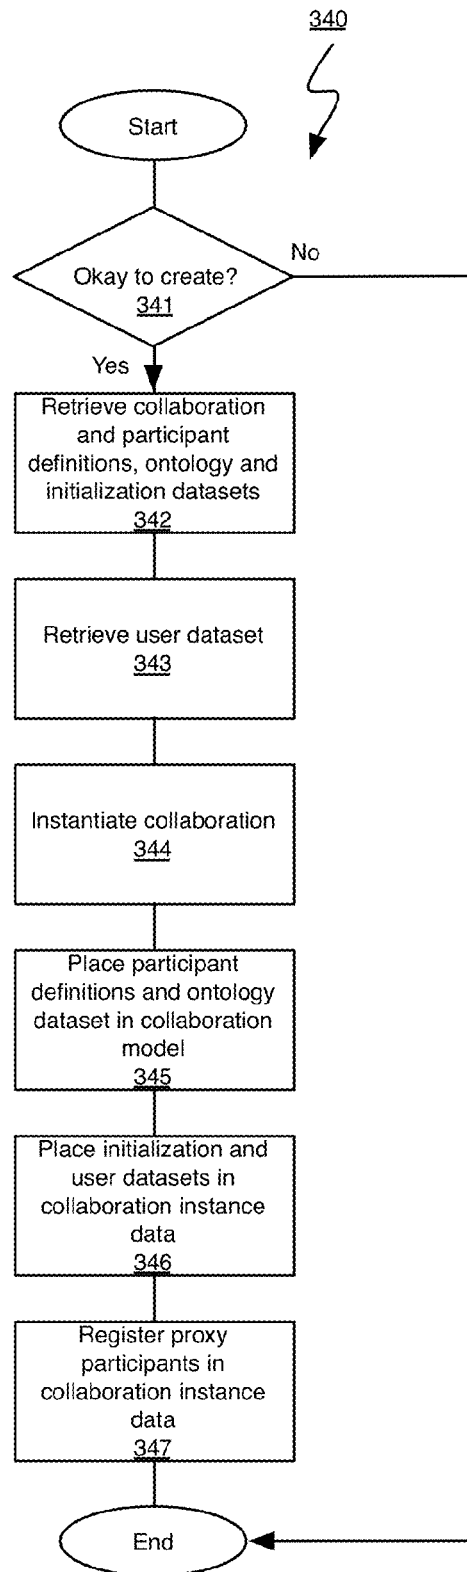 340
Start
No
Okay to create?
341
Yes
Retrieve collaboration
and participant
definitions, ontology and
initialization datasets
342
Retrieve user dataset
343
Instantiate collaboration
344
Place participant
definitions and ontology
dataset in collaboration
model
345
Place initialization and
user datasets in
collaboration instance
data
346
Register proxy
participants in
collaboration instance
data
347
End